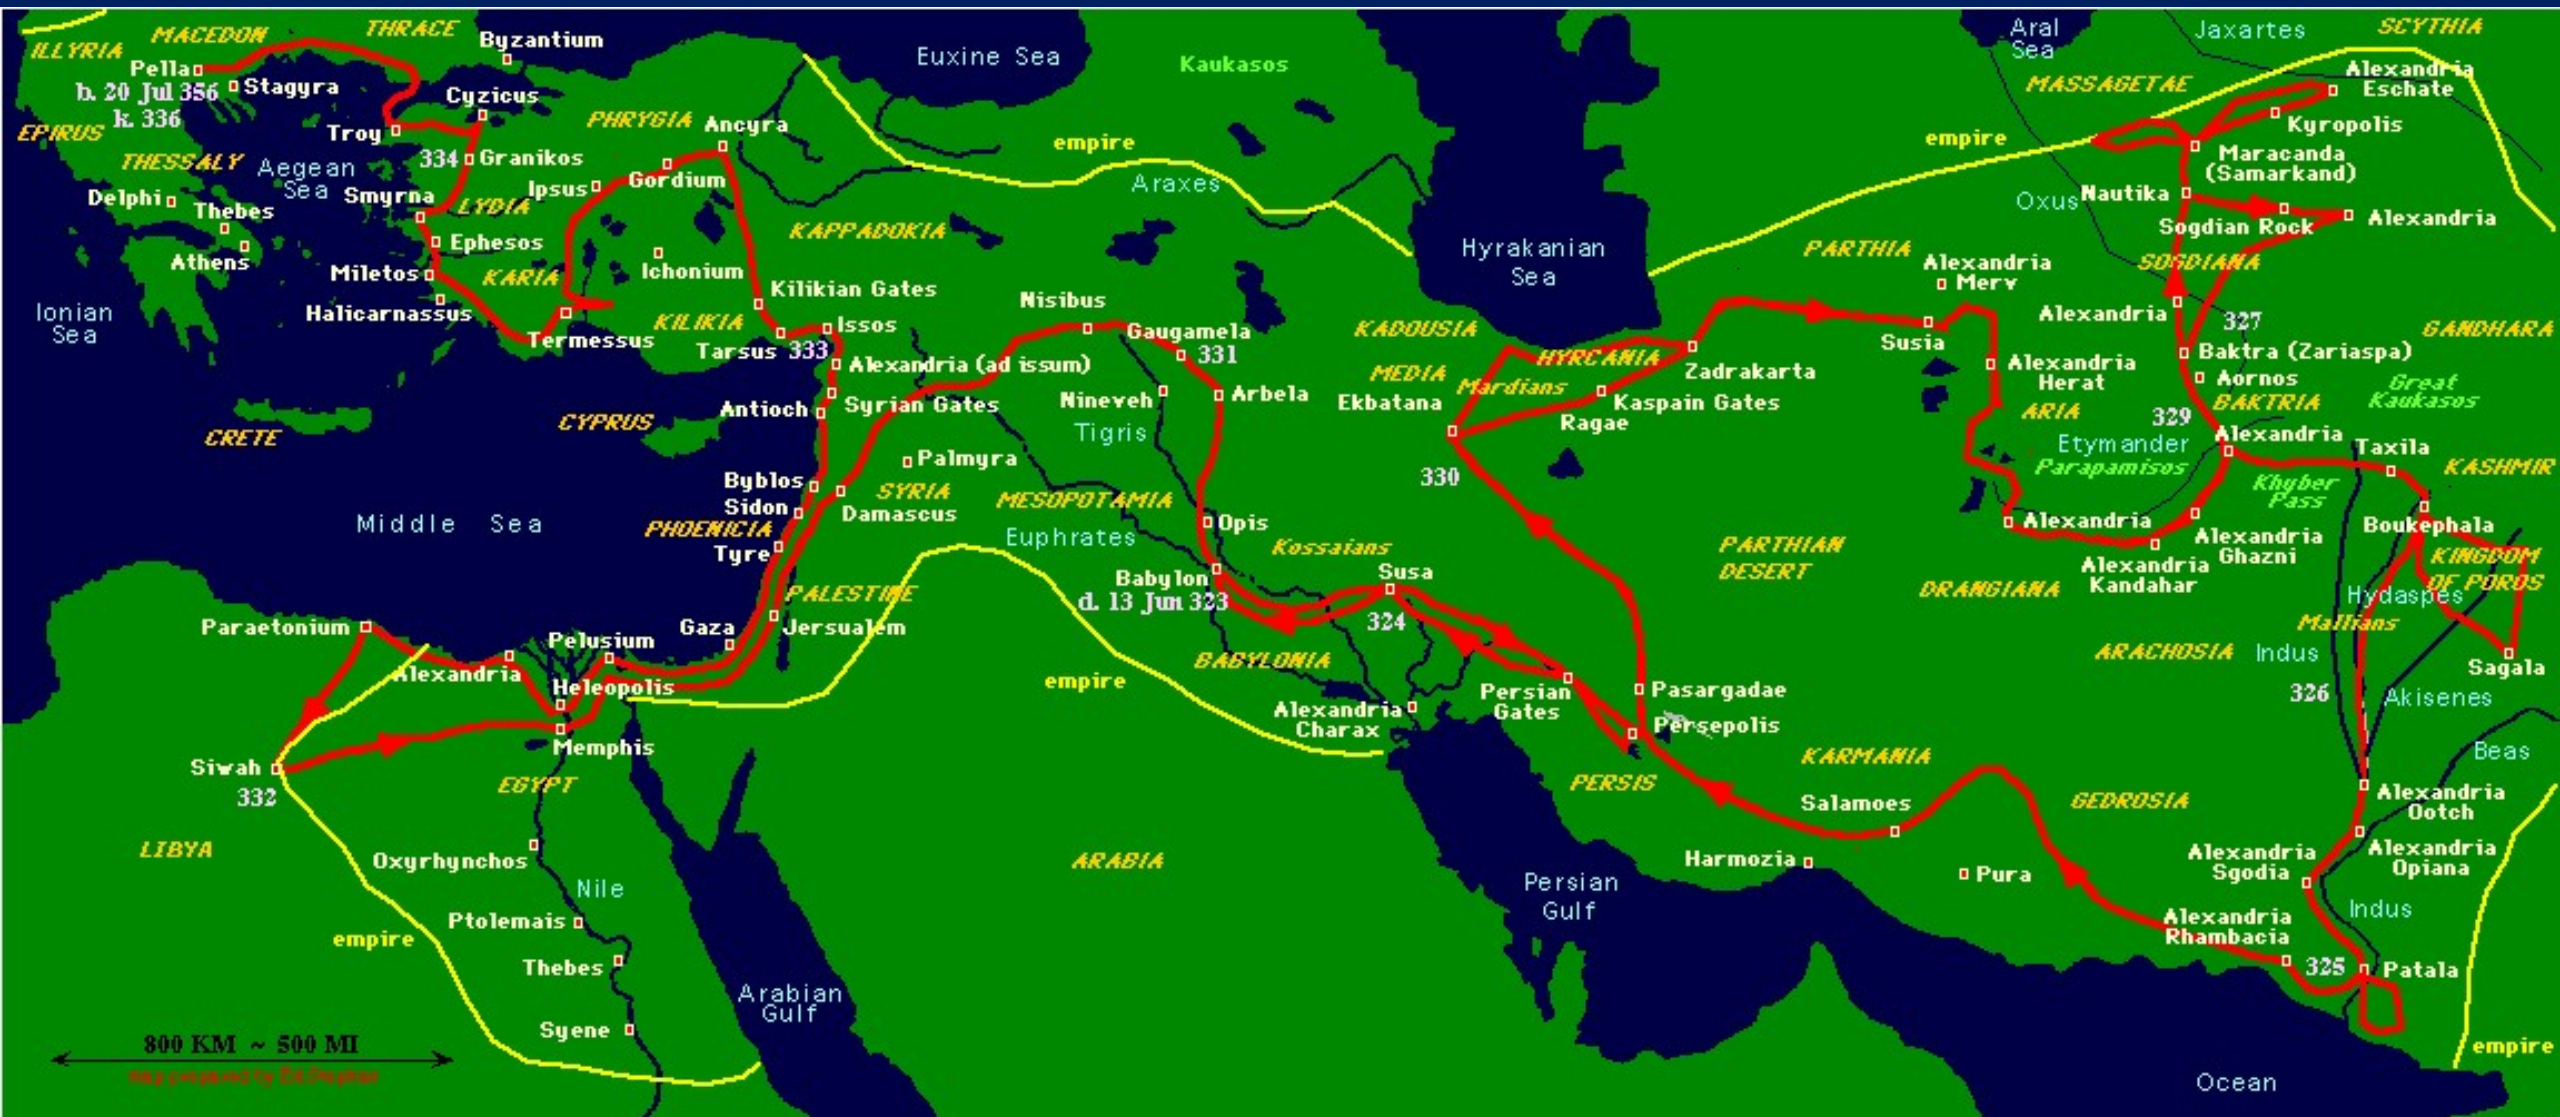 ILLYRIA
MACEDON
THRACE
Byzantium
Pella
b. 20 Jul 356
k. 336
Stagyra
Cyzicus
EPIRUS
Troy
THESSALY
Aegean
Sea
334
Granikos
PHRYGIA
Ancyra
Gordium
Ipsus
Delphi
Thebes
Athens
Smyrna
LYDIA
Ephesos
Miletos
KARIA
Halicarnassus
Termessus
Ionian
Sea
Ichonium
KAPPADOKIA
Kilikian Gates
KILIKIA
Tarsus
333
Issos
Alexandria (ad issum)
Syrian Gates
Antioch
CRETE
CYPRUS
Middle Sea
Byblos
Sidon
PHOENICIA
Tyre
Palmyra
SYRIA
Damascus
PALESTINE
Jersualem
Gaza
Pelusium
Paraetonium
Alexandria
Heleopolis
Memphis
Siwah
332
EGYPT
LIBYA
Oxyrhynchos
Nile
Ptolemais
Thebes
Syene
empire
Arabian
Gulf
800 KM ~ 500 MI
map prepared by Ed Stephan
Euxine Sea
Kaukasos
empire
Araxes
Nisibus
Gaugamela
331
Nineveh
Arbela
Tigris
MESOPOTAMIA
Euphrates
Opis
Kossaians
Babylon
d. 13 Jun 323
Susa
324
BABYLONIA
empire
Alexandria
Charax
ARABIA
Hyrakanian
Sea
KADOUSIA
MEDIA
HYRCANIA
Mardians
Ekbatana
330
Ragae
Kaspain Gates
Zadrakarta
Persian
Gates
Pasargadae
Persepolis
PERSIS
KARMANIA
Salamoes
Harmozia
Persian
Gulf
PARTHIAN
DESERT
Pura
GEDROSIA
Aral
Sea
Jaxartes
SCYTHIA
MASSAGETAE
Alexandria
Eschate
Kyropolis
empire
Maracanda
(Samarkand)
Oxus
Nautika
Sogdian Rock
Alexandria
PARTHIA
Alexandria
Merv
SOGDIANA
Alexandria
327
GANDHARA
Susia
Baktra (Zariaspa)
Alexandria
Herat
Aornos
Great
Kaukasos
ARIA
BAKTRIA
329
Etymander
Alexandria
Taxila
Parapamisos
KASHMIR
Khyber
Pass
Alexandria
Boukephala
Alexandria
Ghazni
Alexandria
Kandahar
KINGDOM
OF POROS
DRANGIANA
Hydaspes
Mallians
ARACHOSIA
Indus
Sagala
326
Akisenes
Beas
Alexandria
Ootch
Alexandria
Opiana
Alexandria
Sgodia
Indus
Alexandria
Rhambacia
325
Patala
empire
Ocean